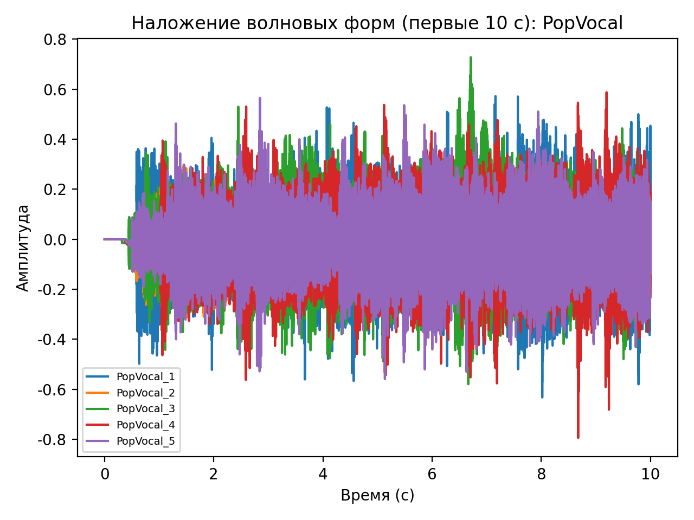 Наложение волновых форм (первые 10 с): PopVocal
Амплитуда
0.8
0.6
0.4
0.2
0.0
-0.2
-0.4
-0.6
-0.8
PopVocal_1
PopVocal_2
PopVocal_3
PopVocal_4
PopVocal_5
0 2 4 6 8 10
Время (с)